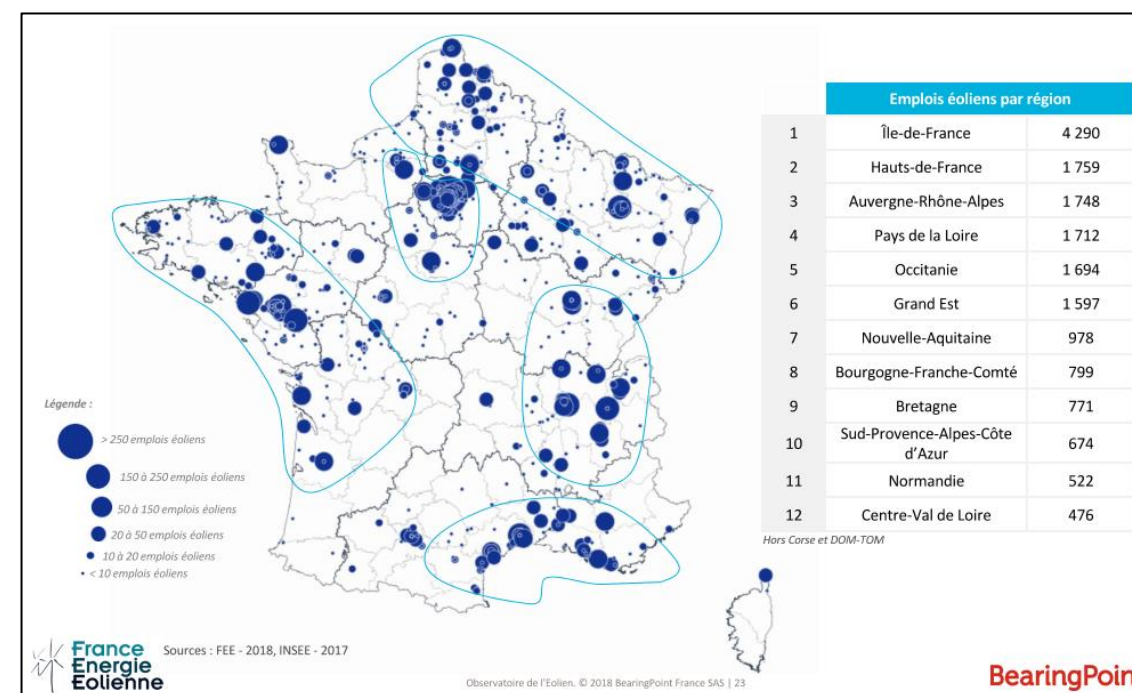 Emplois éoliens par région
1 Île-de-France 4 290
2 Hauts-de-France 1 759
3 Auvergne-Rhône-Alpes 1 748
4 Pays de la Loire 1 712
5 Occitanie 1 694
6 Grand Est 1 597
7 Nouvelle-Aquitaine 978
8 Bourgogne-Franche-Comté 799
9 Bretagne 771
10 Sud-Provence-Alpes-Côte
d’Azur 674
11 Normandie 522
12 Centre-Val de Loire 476
Hors Corse et DOM-TOM
Légende :
> 250 emplois éoliens
150 à 250 emplois éoliens
50 à 150 emplois éoliens
20 à 50 emplois éoliens
10 à 20 emplois éoliens
< 10 emplois éoliens
France
Energie
Eolienne
Sources : FEE - 2018, INSEE - 2017
Observatoire de l'Eolien. © 2018 BearingPoint France SAS | 23
BearingPoin